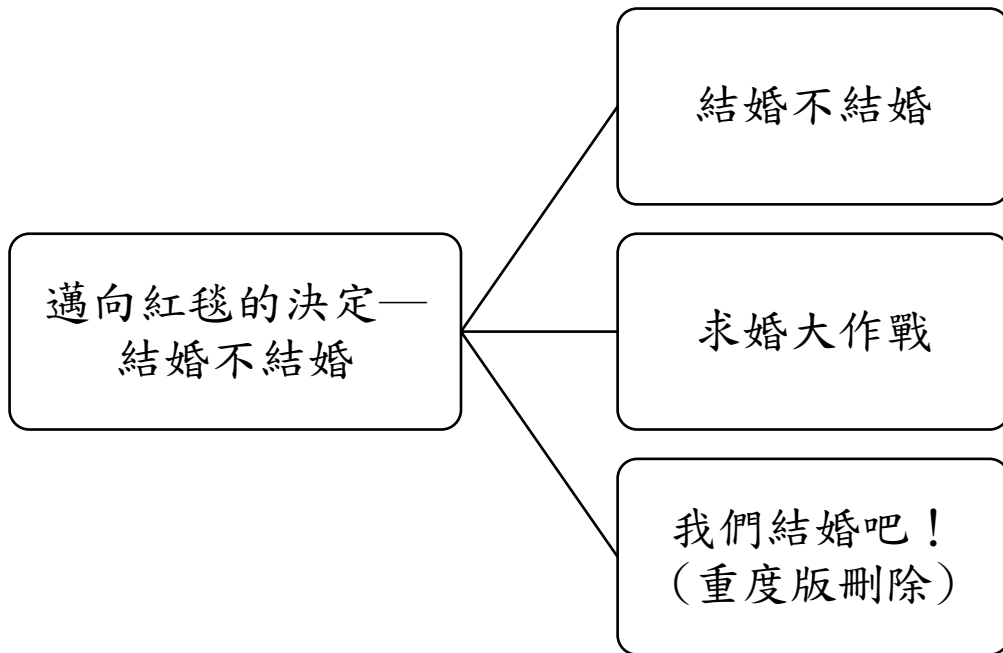 邁向紅毯的決定—
結婚不結婚
結婚不結婚
求婚大作戰
我們結婚吧！
（重度版刪除）